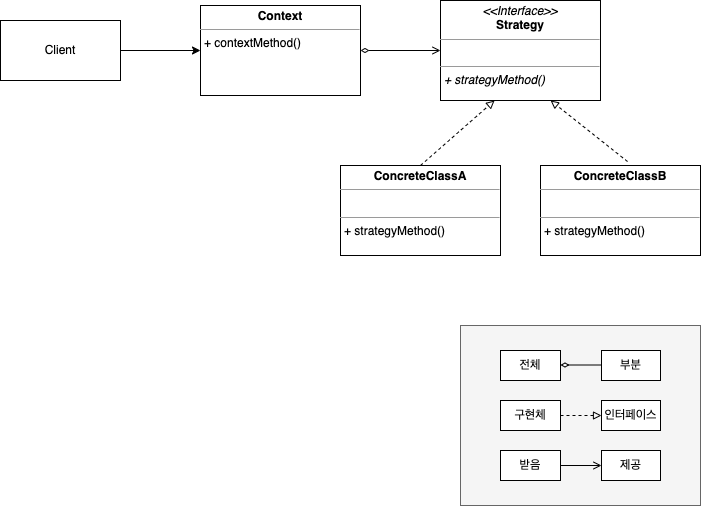 Client
Context
+ contextMethod()
<<Interface>>
Strategy
+ strategyMethod()
ConcreteClassA
+ strategyMethod()
ConcreteClassB
+ strategyMethod()
전체
부분
구현체
인터페이스
받음
제공